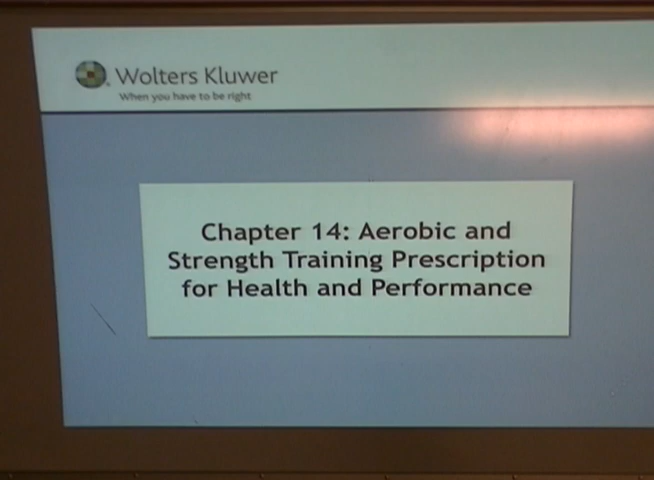 Wolters Kluwer
When you have to be right
Chapter 14: Aerobic and
Strength Training Prescription
for Health and Performance